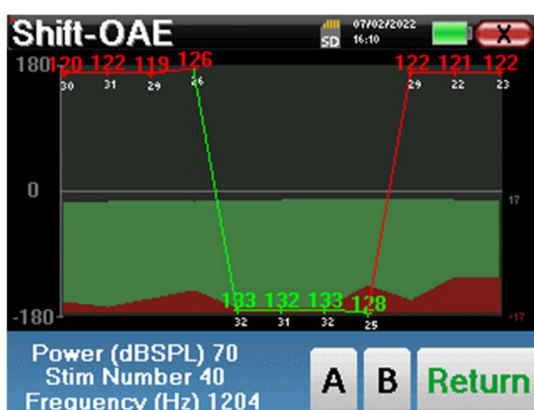 Shift-OAE SD 07/02/2022
16:10
180 120 122 119 126 122 121 122
30 31 29 26 29 22 23
0 17
133 132 133 128
-180 32 31 32 25 -17
Power (dBSPL) 70
Stim Number 40
Frequency (Hz) 1204
A B Return
X